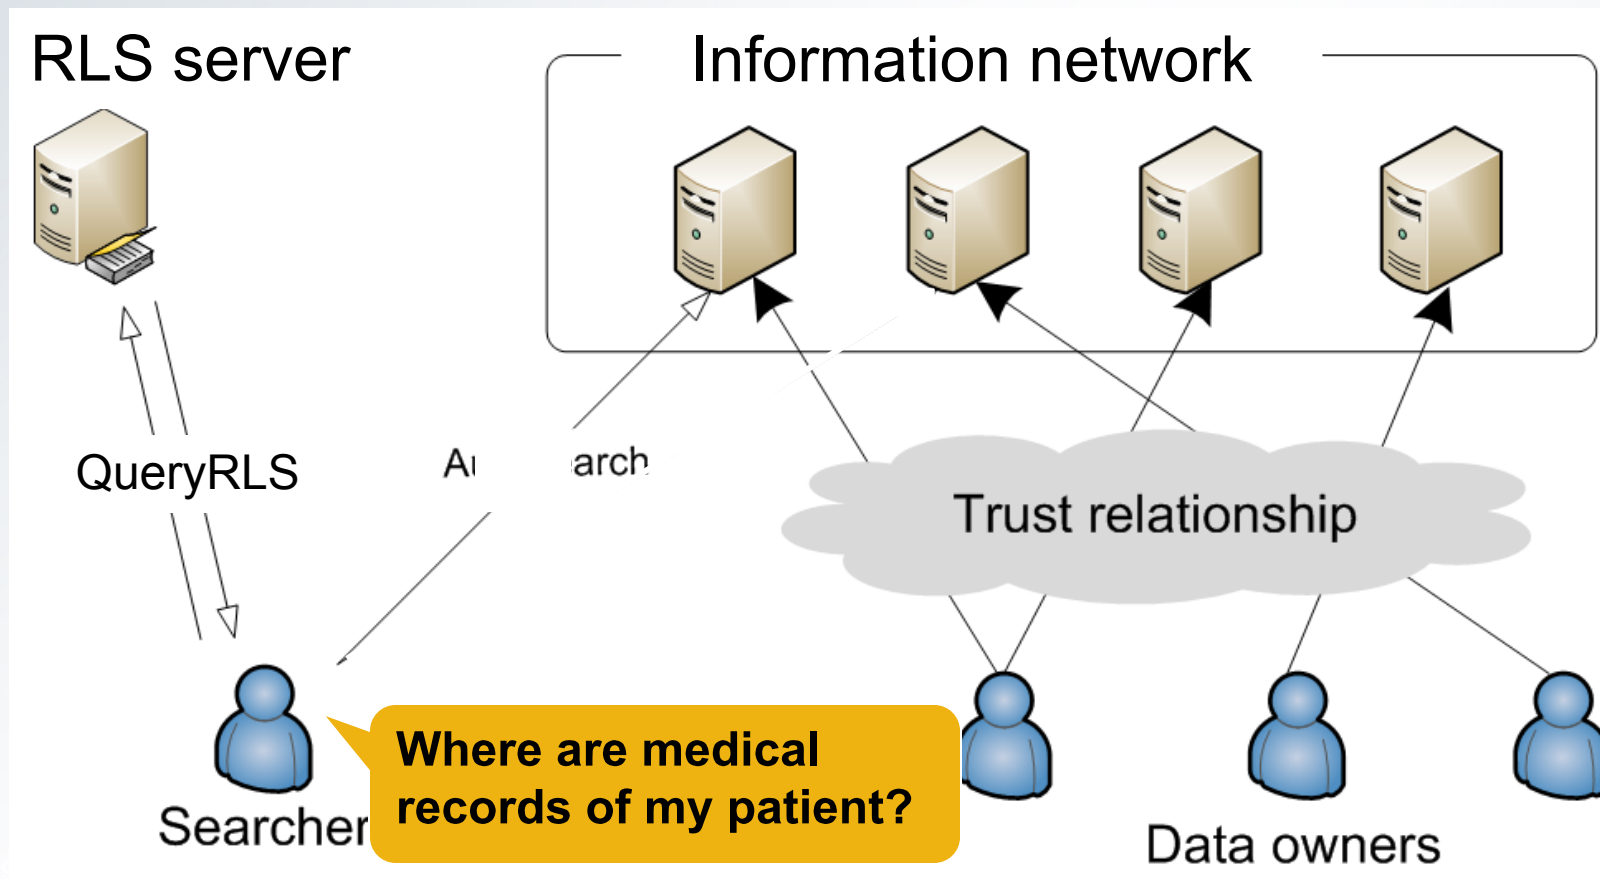 RLS server
Information network
QueryRLS
Trust relationship
Where are medical
records of my patient?
Searcher
Data owners